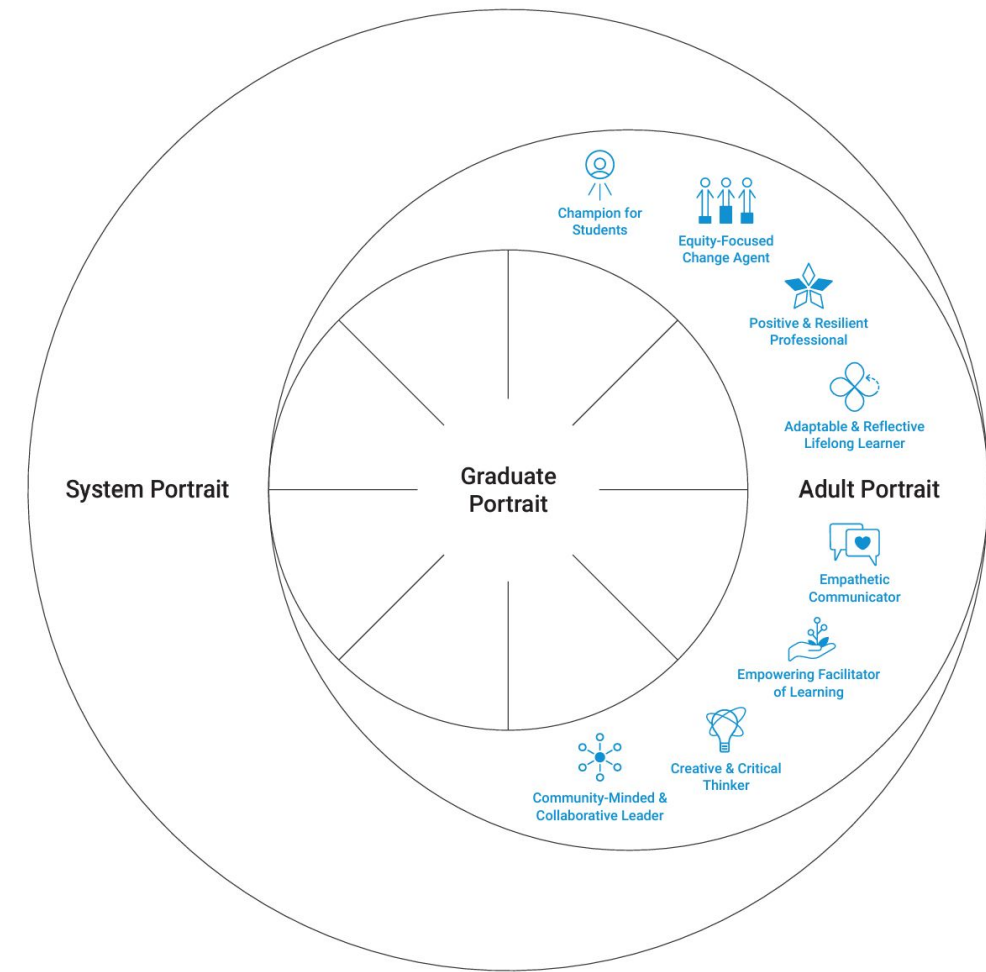 Champion for
Students
Equity-Focused
Change Agent
Positive & Resilient
Professional
Adaptable & Reflective
Lifelong Learner
System Portrait
Graduate
Portrait
Adult Portrait
Empathetic
Communicator
Empowering Facilitator
of Learning
Creative & Critical
Thinker
Community-Minded &
Collaborative Leader